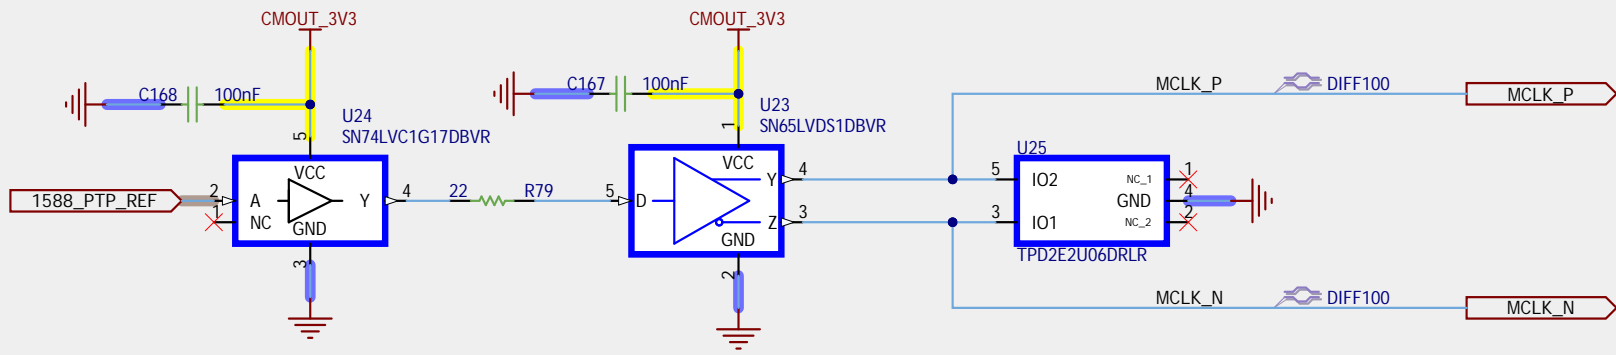 CMOUT_3V3
CMOUT_3V3
C168 100nF
C167 100nF
MCLK_P
DIFF100
MCLK_P
U24
SN74LVC1G17DBVR
U23
SN65LVDS1DBVR
5
1
U25
VCC
VCC
1588_PTP_REF
2
A
Y
4
22
R79
5
D
Y
4
5
IO2
NC_1
1
GND
4
1
NC
GND
Z
3
3
IO1
NC_2
2
GND
TPD2E2U06DRLR
3
2
MCLK_N
DIFF100
MCLK_N